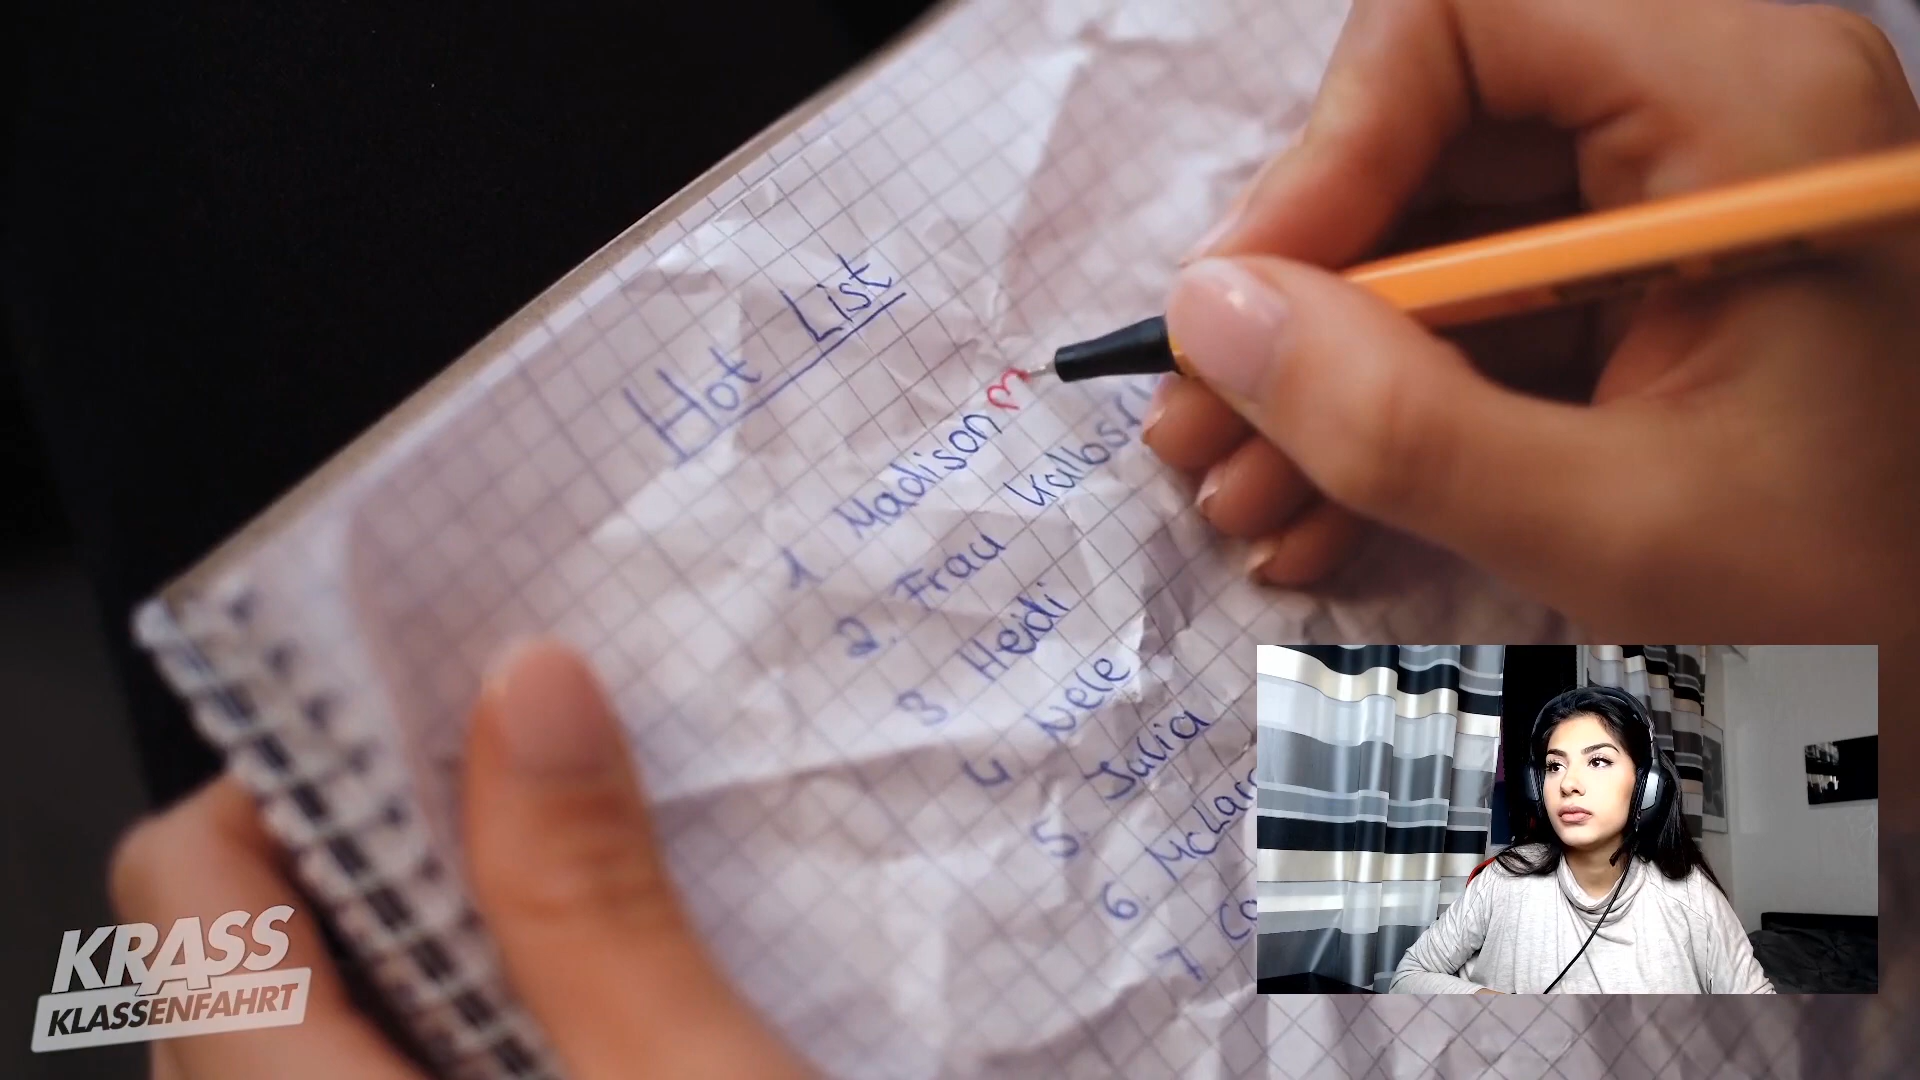 Hot List
1. Madison
2. Frau
3 Heidi
4 Nele
5. Julia
6.
7
KRASS
KLASSENFAHRT